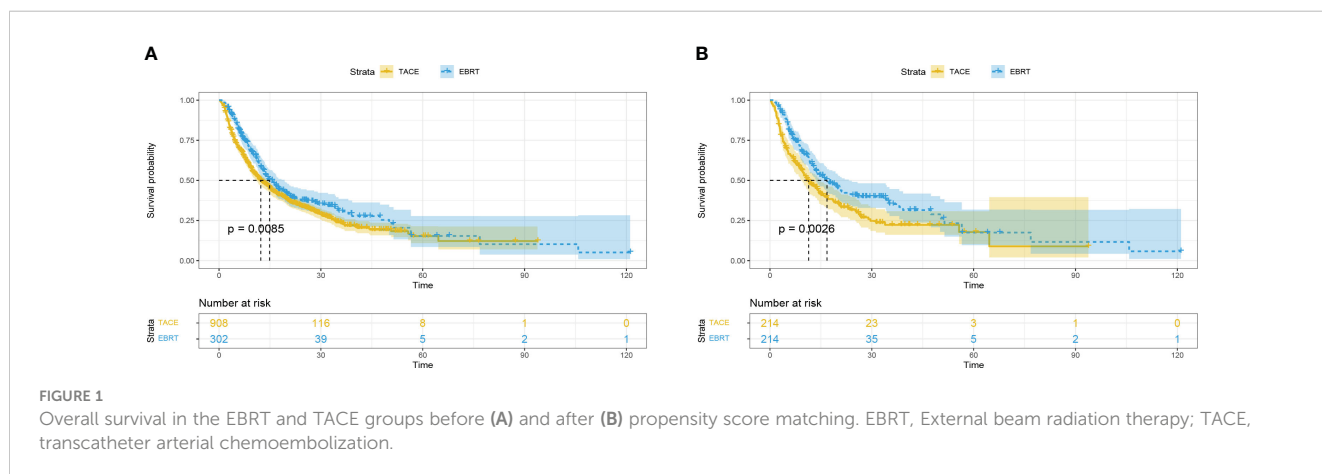 A
Strata TACE EBRT
1.00
0.75
0.50
0.25
0.00
Survival probability
p = 0.0085
0 30 60 90 120
Time
Number at risk
Strata
TACE 908 116 8 1 0
EBRT 302 39 5 2 1
0 30 60 90 120
Time
B
Strata TACE EBRT
1.00
0.75
0.50
0.25
0.00
Survival probability
p = 0.0026
0 30 60 90 120
Time
Number at risk
Strata
TACE 214 23 3 1 0
EBRT 214 35 5 2 1
0 30 60 90 120
Time
FIGURE 1
Overall survival in the EBRT and TACE groups before (A) and after (B) propensity score matching. EBRT, External beam radiation therapy; TACE,
transcatheter arterial chemoembolization.